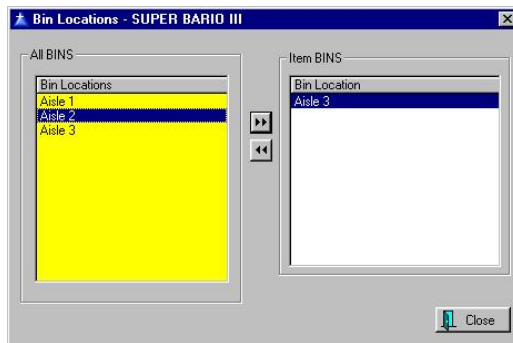 Bin Locations - SUPER BARIO III
All BINS
Bin Locations
Aisle 1
Aisle 2
Aisle 3
Item BINS
Bin Location
Aisle 3
Close